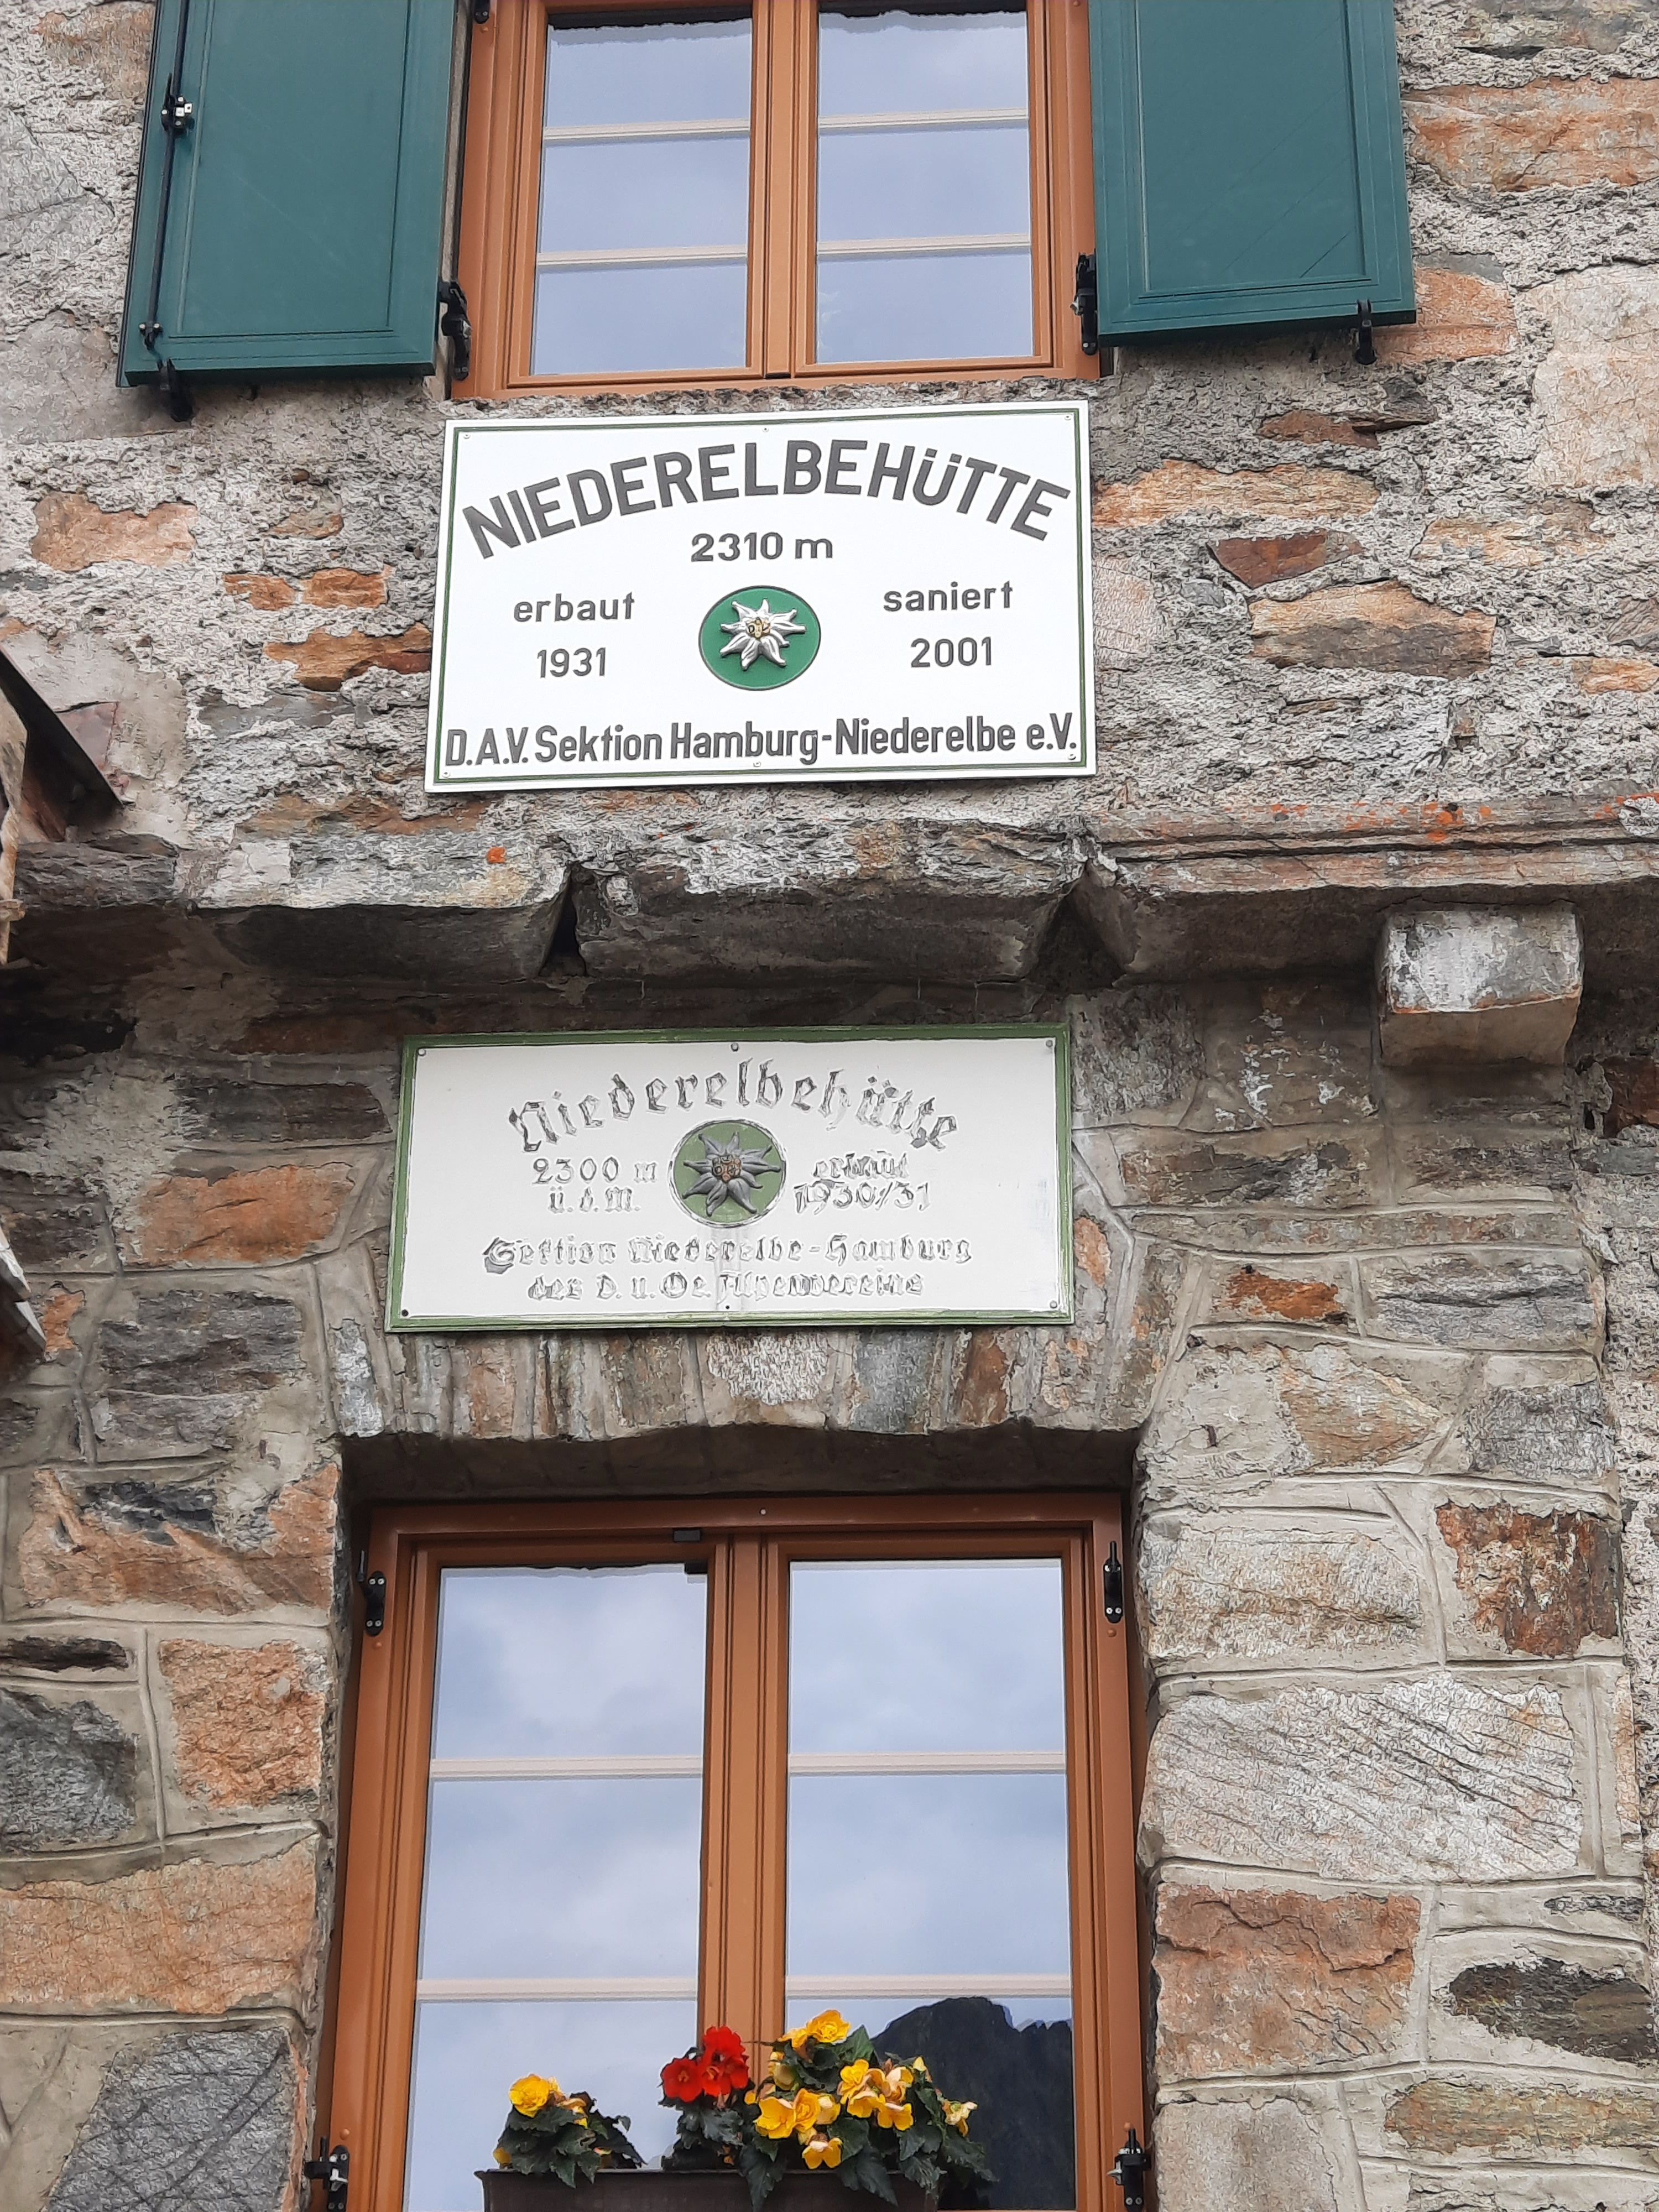 NIEDERELBEHÜTTE
2310 m
erbaut saniert
1931 2001
D.A.V. Sektion Hamburg-Niederelbe e.V.
Niederelbehütte
2300 m erbaut
ü. d. M. 1930/31
Sektion Niederelbe-Hamburg
des D. u. Oe. Alpenvereins